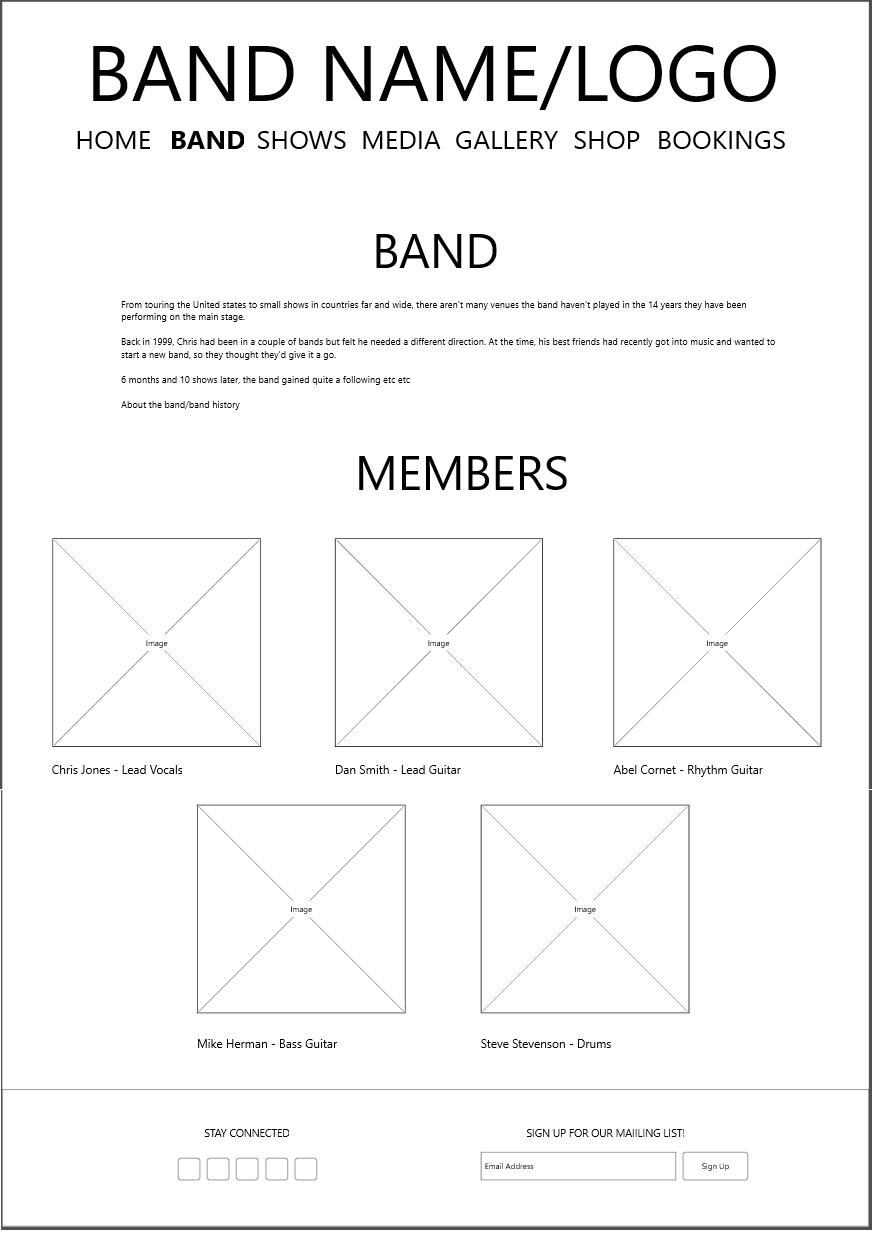 BAND NAME/LOGO
HOME BAND SHOWS MEDIA GALLERY SHOP BOOKINGS
BAND
From touring the United states to small shows in countries far and wide, there aren't many venues the band haven't played in the 14 years they have been
performing on the main stage.
Back in 1999, Chris had been in a couple of bands but felt he needed a different direction. At the time, his best friends had recently got into music and wanted to
start a new band, so they thought they'd give it a go.
6 months and 10 shows later, the band gained quite a following etc etc
About the band/band history
MEMBERS
Image Image Image
Chris Jones - Lead Vocals Dan Smith - Lead Guitar Abel Cornet - Rhythm Guitar
Image Image
Mike Herman - Bass Guitar Steve Stevenson - Drums
STAY CONNECTED SIGN UP FOR OUR MAIILING LIST!
Email Address Sign Up